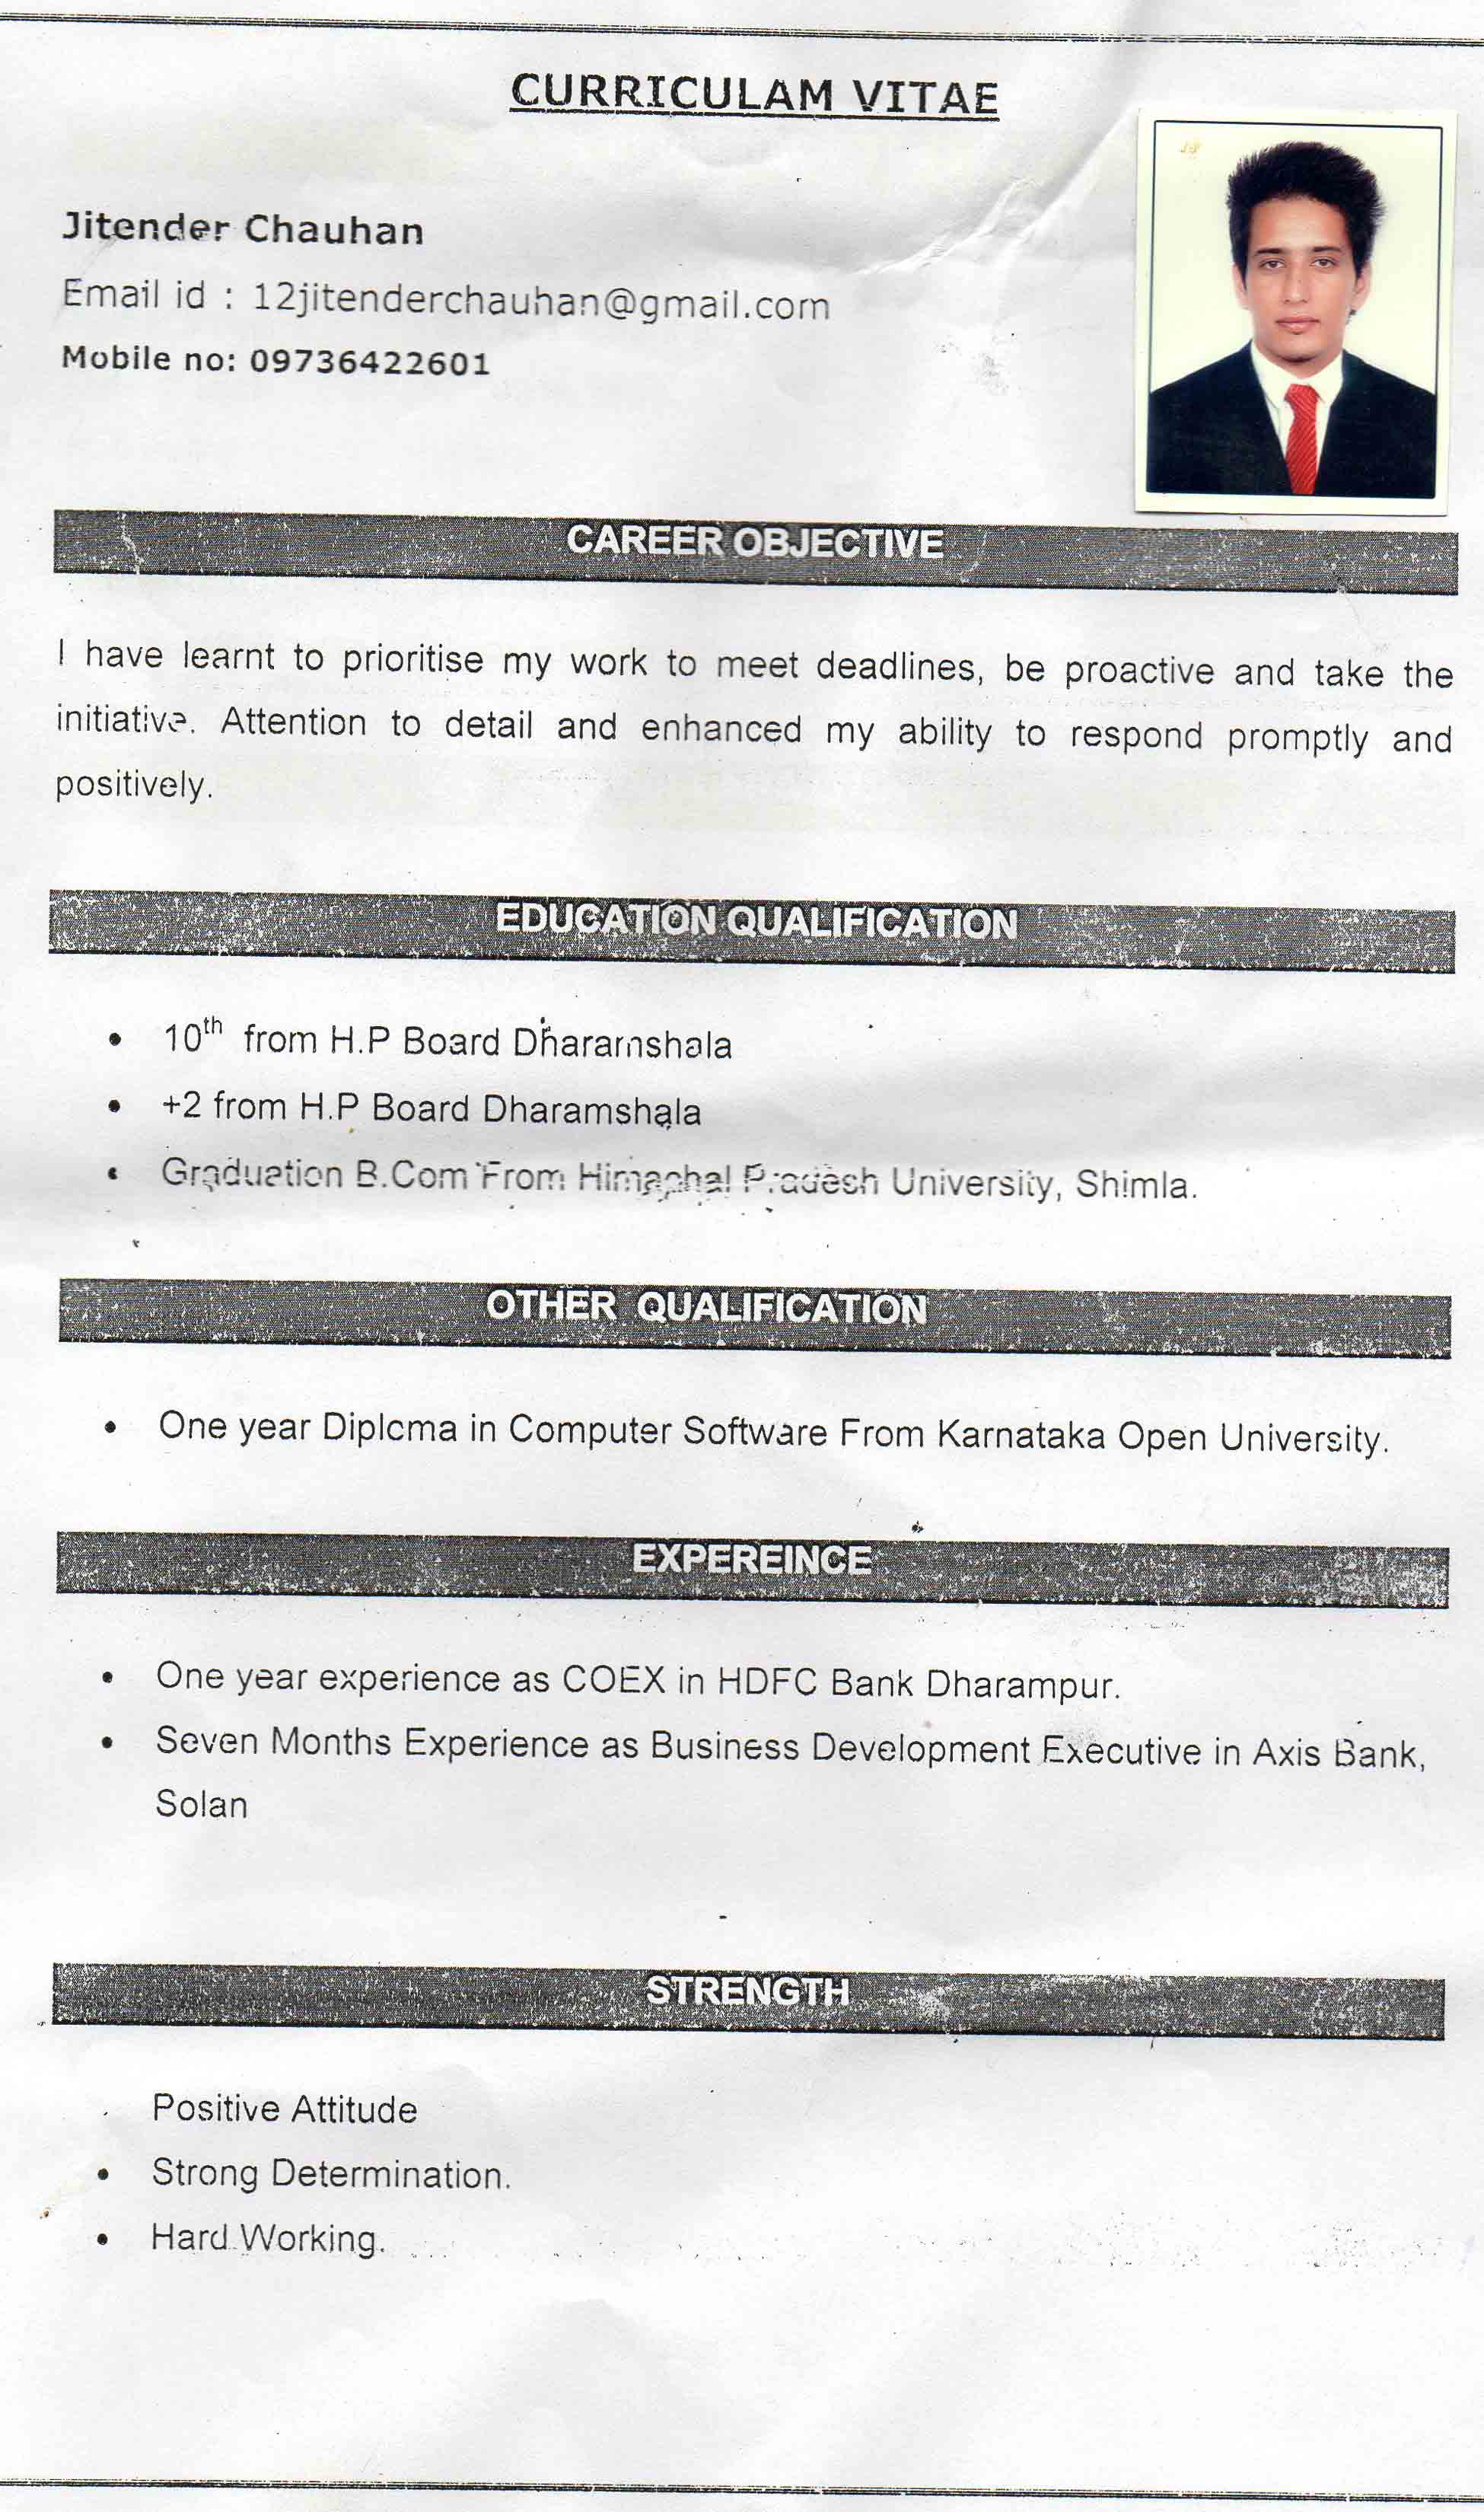 CURRICULAM VITAE
Jitender Chauhan
Email id : 12jitenderchauhan@gmail.com
Mobile no: 09736422601
CAREER OBJECTIVE
I have learnt to prioritise my work to meet deadlines, be proactive and take the
initiative. Attention to detail and enhanced my ability to respond promptly and
positively.
EDUCATION QUALIFICATION
• 10th from H.P Board Dharamshala
• +2 from H.P Board Dharamshala
• Graduation B.Com From Himachal Pradesh University, Shimla.
OTHER QUALIFICATION
• One year Diploma in Computer Software From Karnataka Open University.
EXPEREINCE
• One year experience as COEX in HDFC Bank Dharampur.
• Seven Months Experience as Business Development Executive in Axis Bank,
Solan
STRENGTH
Positive Attitude
• Strong Determination.
• Hard Working.